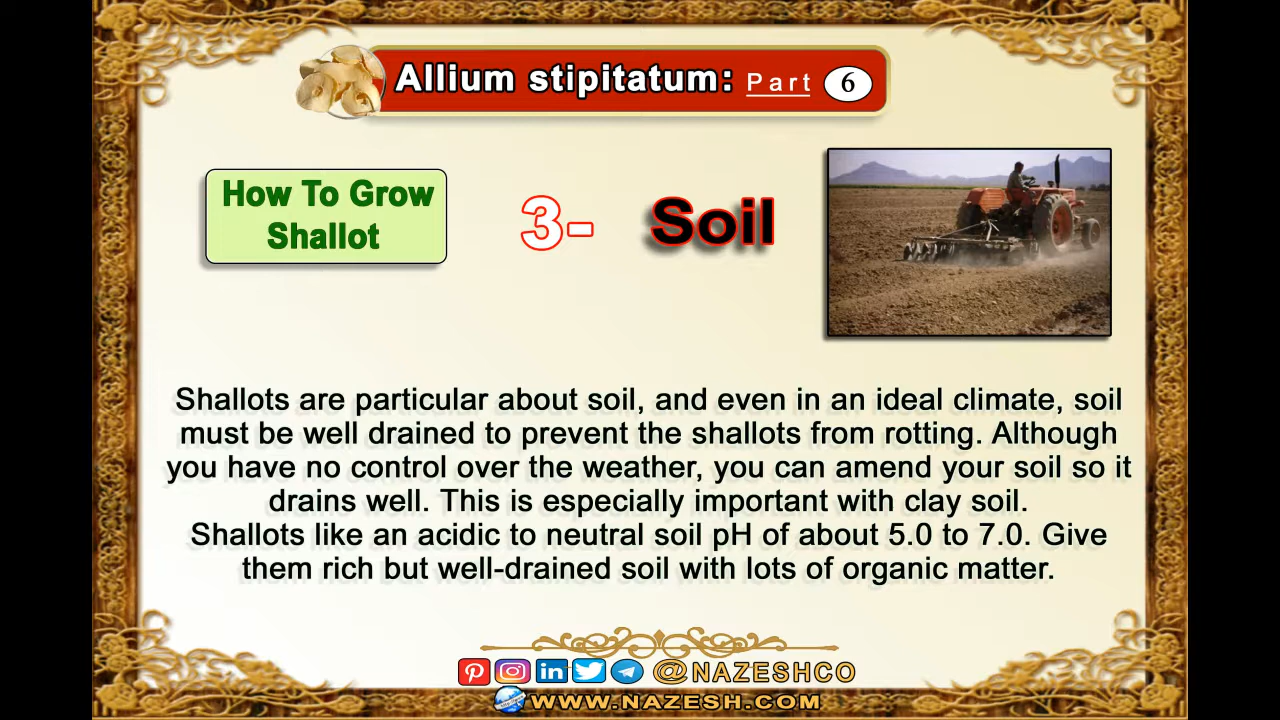 Allium stipitatum: Part 6
How To Grow
Shallot
3- Soil
Shallots are particular about soil, and even in an ideal climate, soil
must be well drained to prevent the shallots from rotting. Although
you have no control over the weather, you can amend your soil so it
drains well. This is especially important with clay soil.
Shallots like an acidic to neutral soil pH of about 5.0 to 7.0. Give
them rich but well-drained soil with lots of organic matter.
@NAZESHCO
WWW.NAZESH.COM